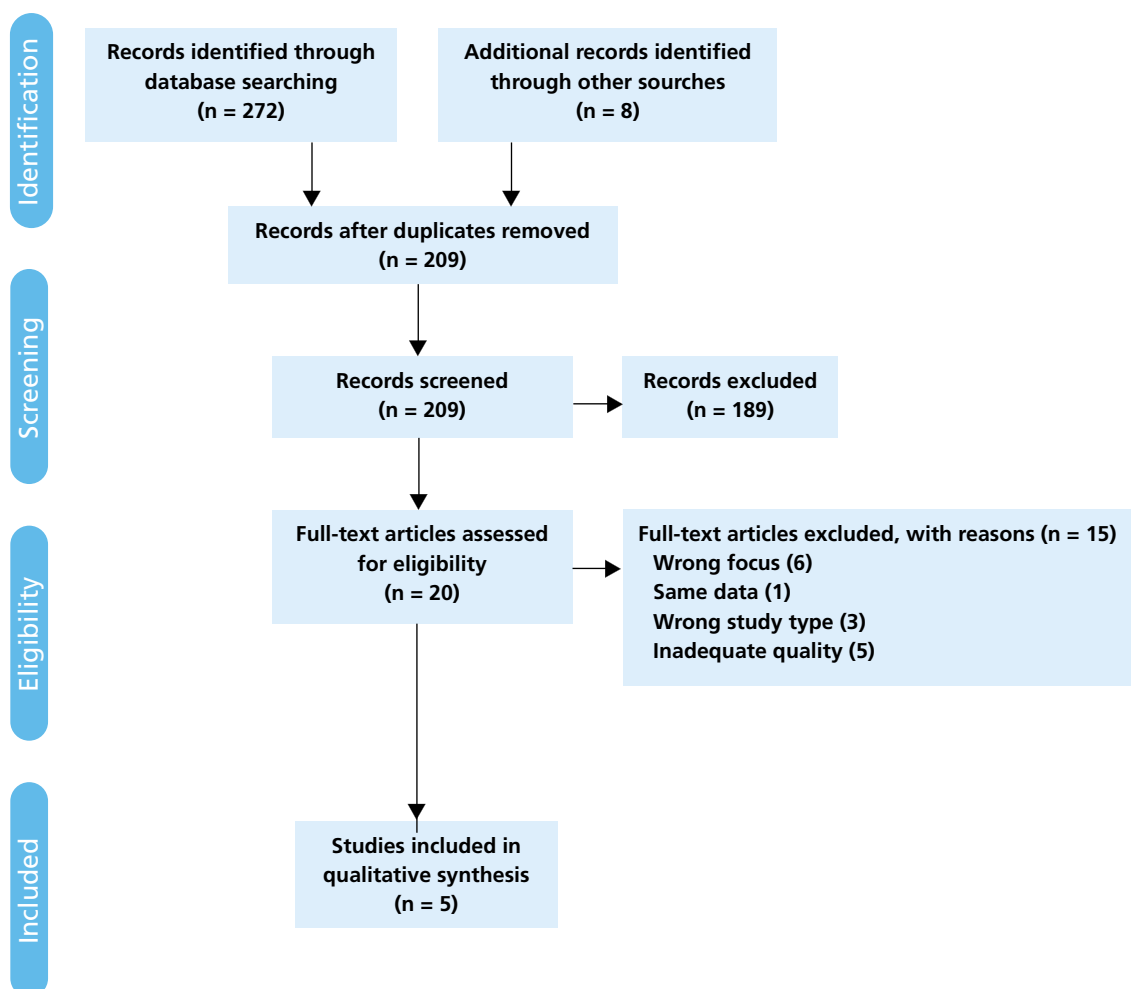 Identification
Records identified through
database searching
(n = 272)
Additional records identified
through other sourches
(n = 8)
Records after duplicates removed
(n = 209)
Screening
Records screened
(n = 209)
Records excluded
(n = 189)
Eligibility
Full-text articles assessed
for eligibility
(n = 20)
Full-text articles excluded, with reasons (n = 15)
Wrong focus (6)
Same data (1)
Wrong study type (3)
Inadequate quality (5)
Included
Studies included in
qualitative synthesis
(n = 5)